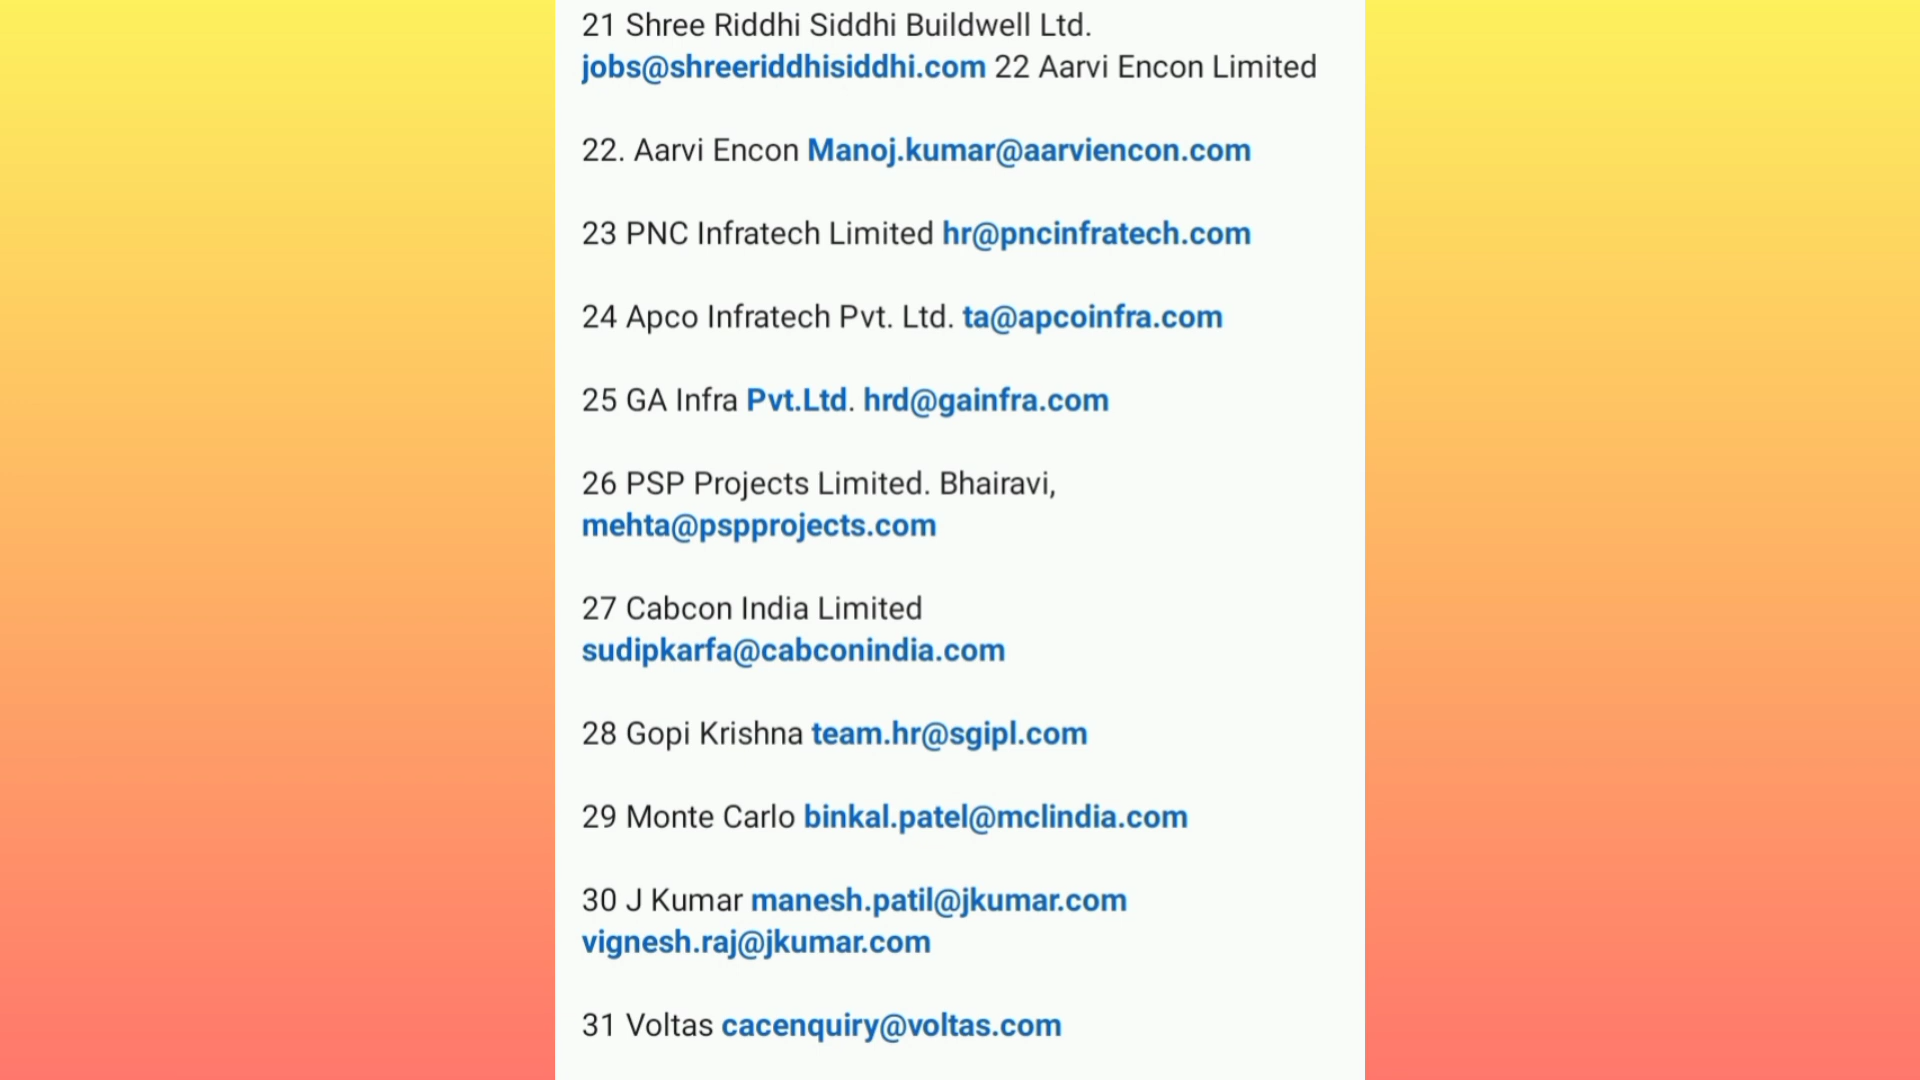 21 Shree Riddhi Siddhi Buildwell Ltd.
jobs@shreeriddhisiddhi.com 22 Aarvi Encon Limited
22. Aarvi Encon Manoj.kumar@aarviencon.com
23 PNC Infratech Limited hr@pncinfratech.com
24 Apco Infratech Pvt. Ltd. ta@apcoinfra.com
25 GA Infra Pvt.Ltd. hrd@gainfra.com
26 PSP Projects Limited. Bhairavi,
mehta@pspprojects.com
27 Cabcon India Limited
sudipkarfa@cabconindia.com
28 Gopi Krishna team.hr@sgipl.com
29 Monte Carlo binkal.patel@mclindia.com
30 J Kumar manesh.patil@jkumar.com
vignesh.raj@jkumar.com
31 Voltas cacenquiry@voltas.com